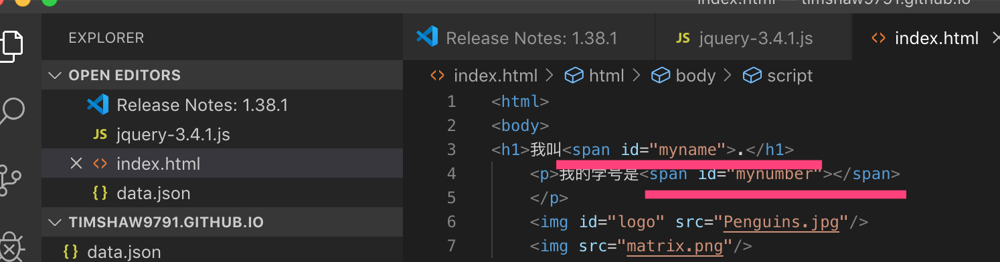 index.html — timshaw9791.github.io
EXPLORER
OPEN EDITORS
Release Notes: 1.38.1
JS jquery-3.4.1.js
<> index.html
{} data.json
TIMSHAW9791.GITHUB.IO
{} data.json
Release Notes: 1.38.1 JS jquery-3.4.1.js <> index.html
<> index.html > html > body > script
1 <html>
2 <body>
3 <h1>我叫<span id="myname">.</h1>
4 <p>我的学号是<span id="mynumber"></span>
5 </p>
6 <img id="logo" src="Penguins.jpg"/>
7 <img src="matrix.png"/>